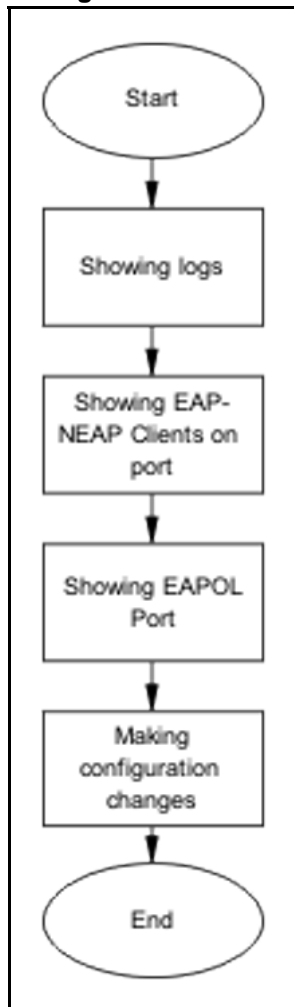 Start
Showing logs
Showing EAP-
NEAP Clients on
port
Showing EAPOL
Port
Making
configuration
changes
End